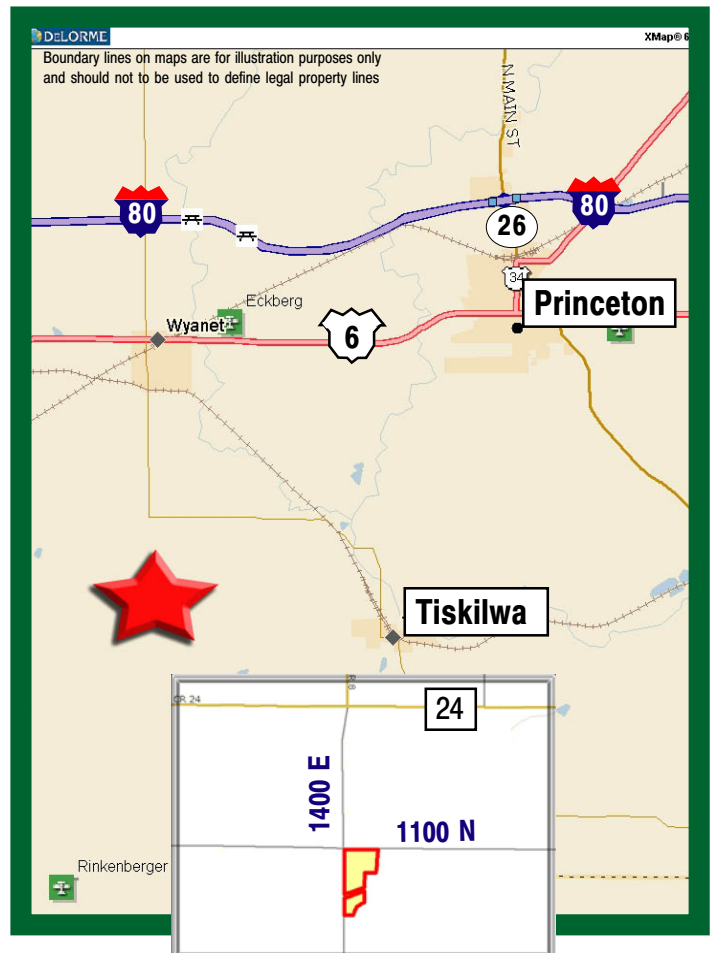 DELORME
XMap® 6
Boundary lines on maps are for illustration purposes only
and should not to be used to define legal property lines
N MAIN ST
80
80
26
34
Princeton
Eckberg
Wyanet
6
Tiskilwa
R 8
CR 24
24
1400 E
1100 N
Rinkenberger